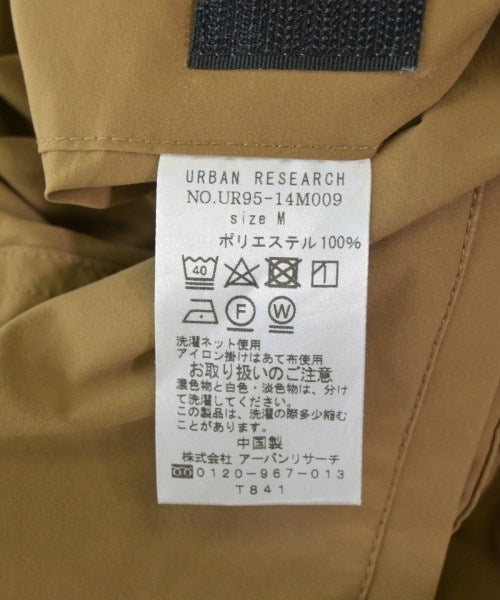 URBAN RESEARCH
NO.UR95-14M009
size M
ポリエステル100%
40
F W
洗濯ネット使用
アイロン掛けはあて布使用
お取り扱いのご注意
濃色物と白色・淡色物は、分け
て洗濯してください。
この製品は、洗濯の際多少縮む
ことがあります。
中国製
株式会社 アーバンリサーチ
0120-967-013
T841